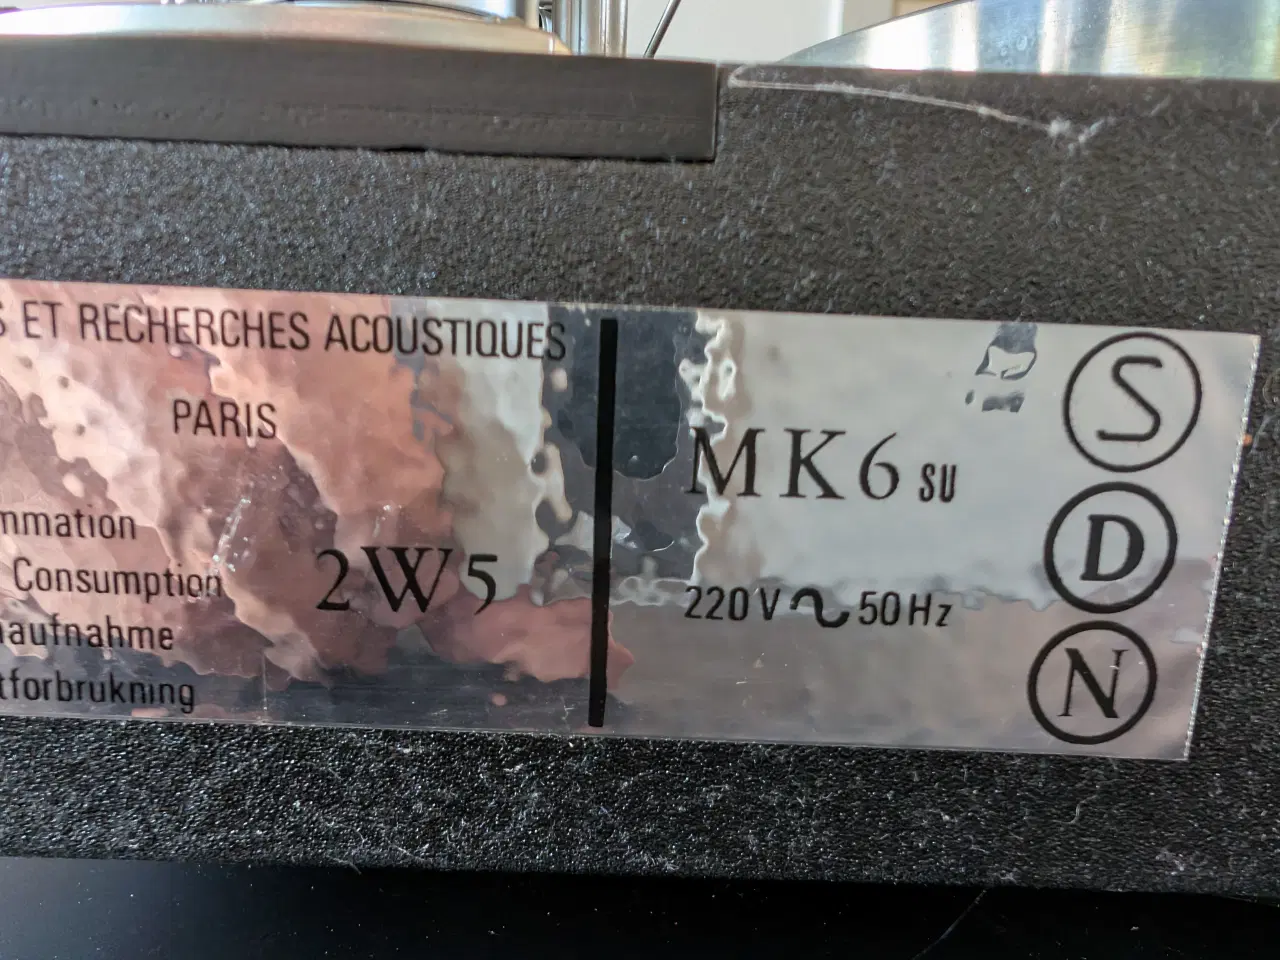 S ET RECHERCHES ACOUSTIQUES
PARIS
mmation
Consumption
aufnahme
tforbrukning
2W5
MK6 SU
220V ~ 50Hz
S
D
N